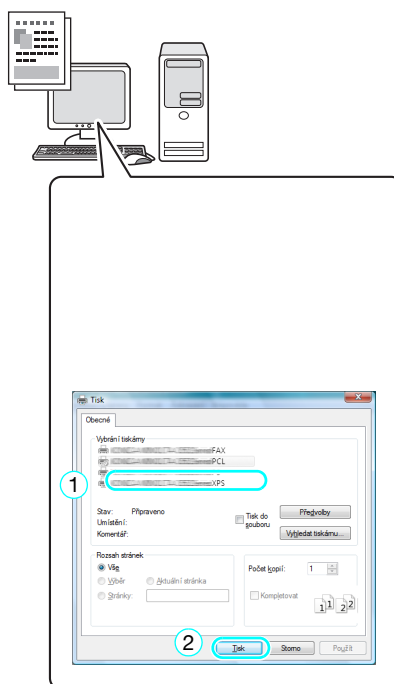 Tisk
Obecné
Vybrání tiskárny
FAX
PCL
XPS
1
Stav: Připraveno
Umístění:
Komentář:
Tisk do souboru
Předvolby
Vyhledat tiskárnu...
Rozsah stránek
Vše
Výběr
Aktuální stránka
Stránky:
Počet kopií: 1
Kompletovat
1 1 2 2
2
Tisk
Storno
Použít